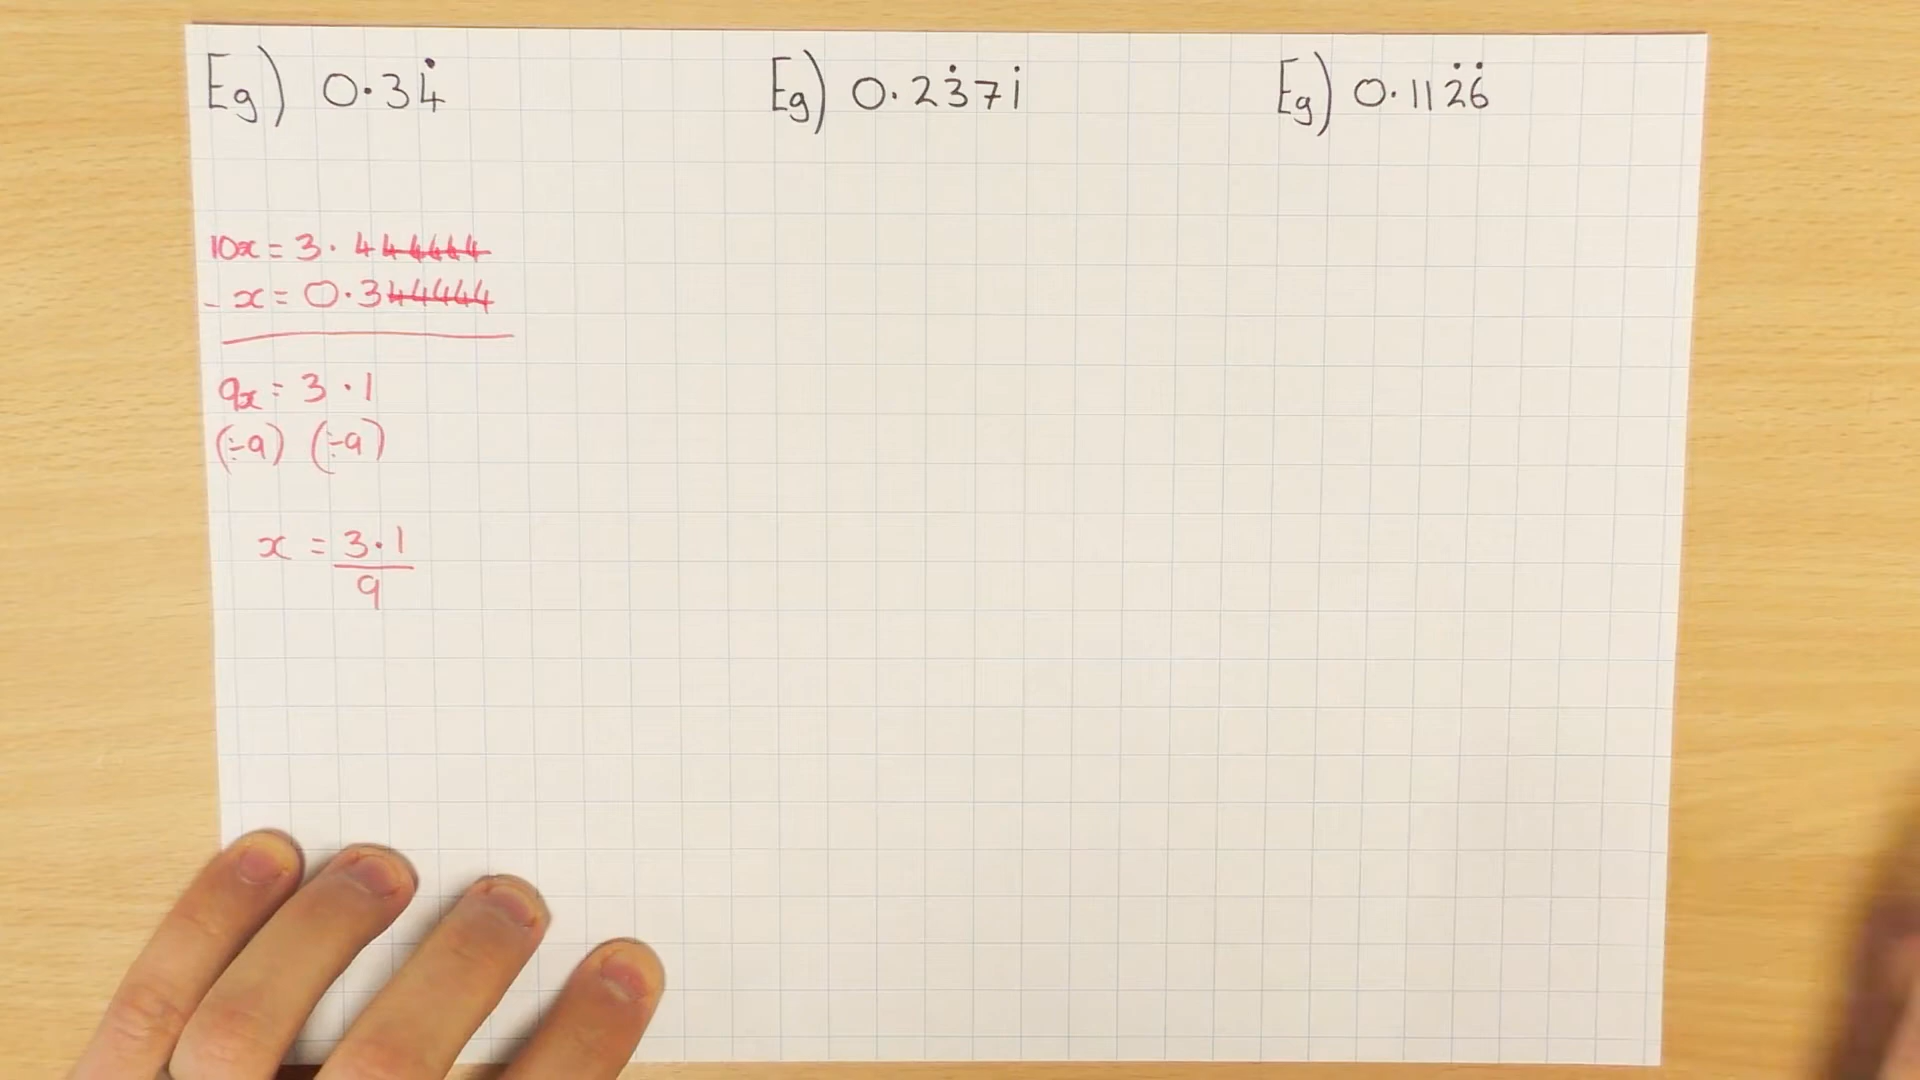 Eg) 0.34̇
10x = 3.4444444
- x = 0.344444
9x = 3.1
(÷9) (÷9)
x = 3.1
9
Eg) 0.23̇71̇
Eg) 0.112̇6̇